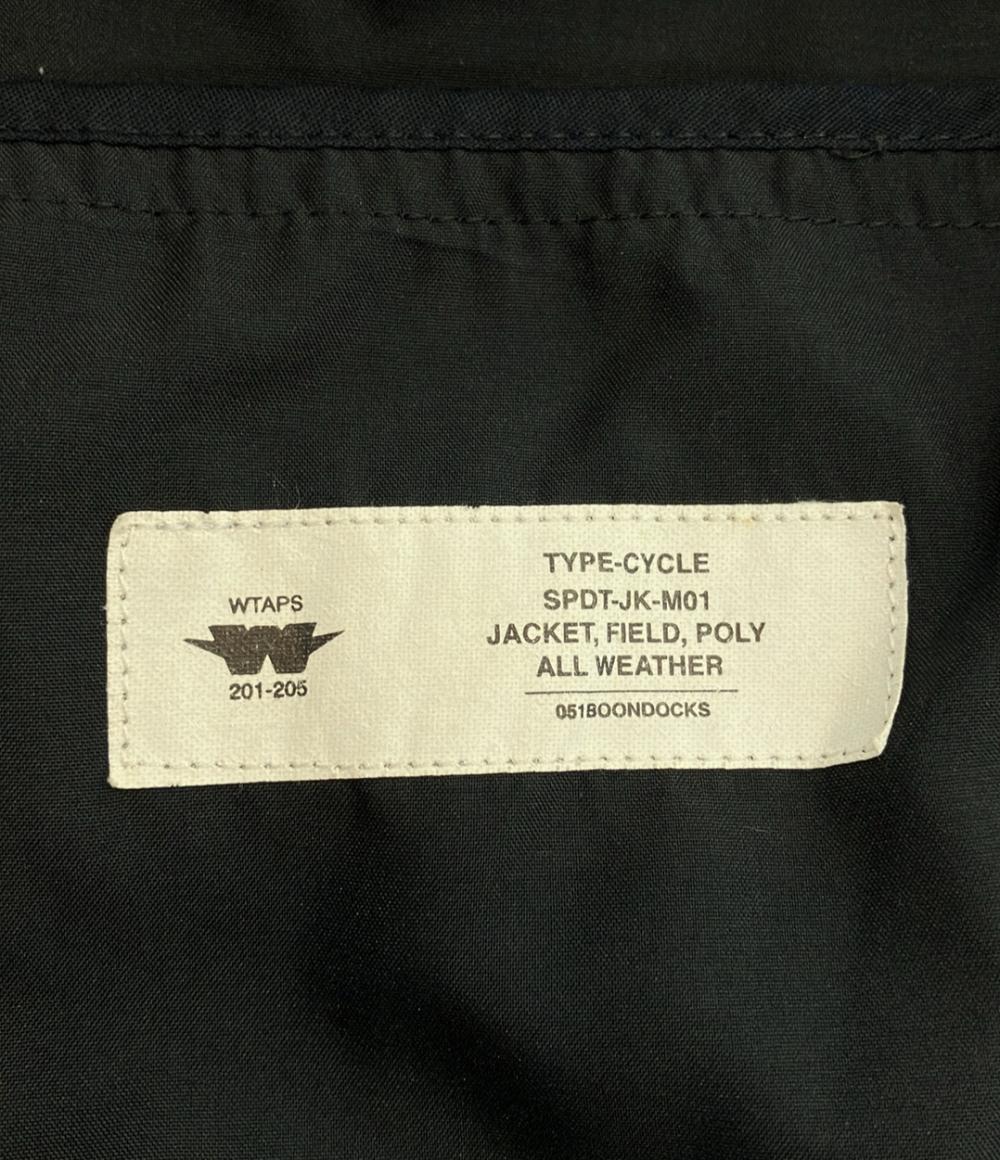 WTAPS
W
201-205
TYPE-CYCLE
SPDT-JK-M01
JACKET, FIELD, POLY
ALL WEATHER
051BOONDOCKS